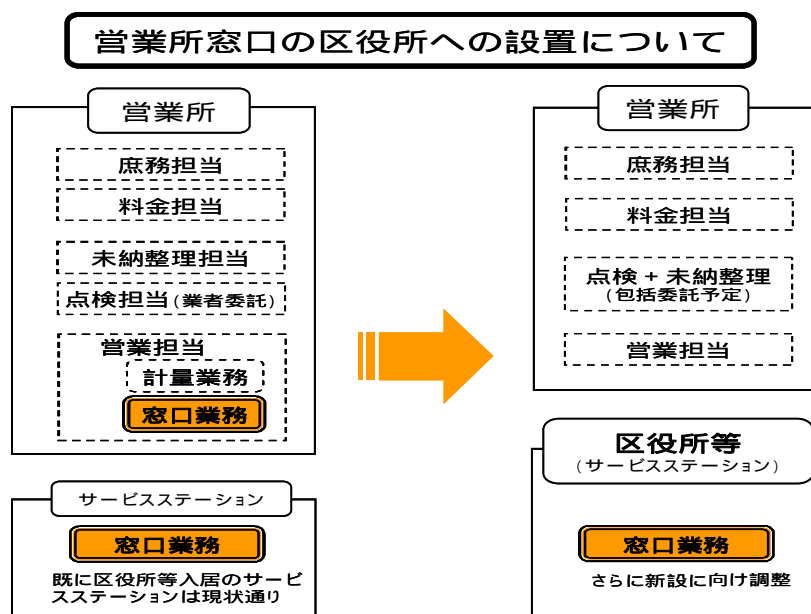 営業所窓口の区役所への設置について
営業所
庶務担当
料金担当
未納整理担当
点検担当(業者委託)
営業担当
計量業務
窓口業務
サービスステーション
窓口業務
既に区役所等入居のサービ
スステーションは現状通り
営業所
庶務担当
料金担当
点検+未納整理
(包括委託予定)
営業担当
区役所等
(サービスステーション)
窓口業務
さらに新設に向け調整